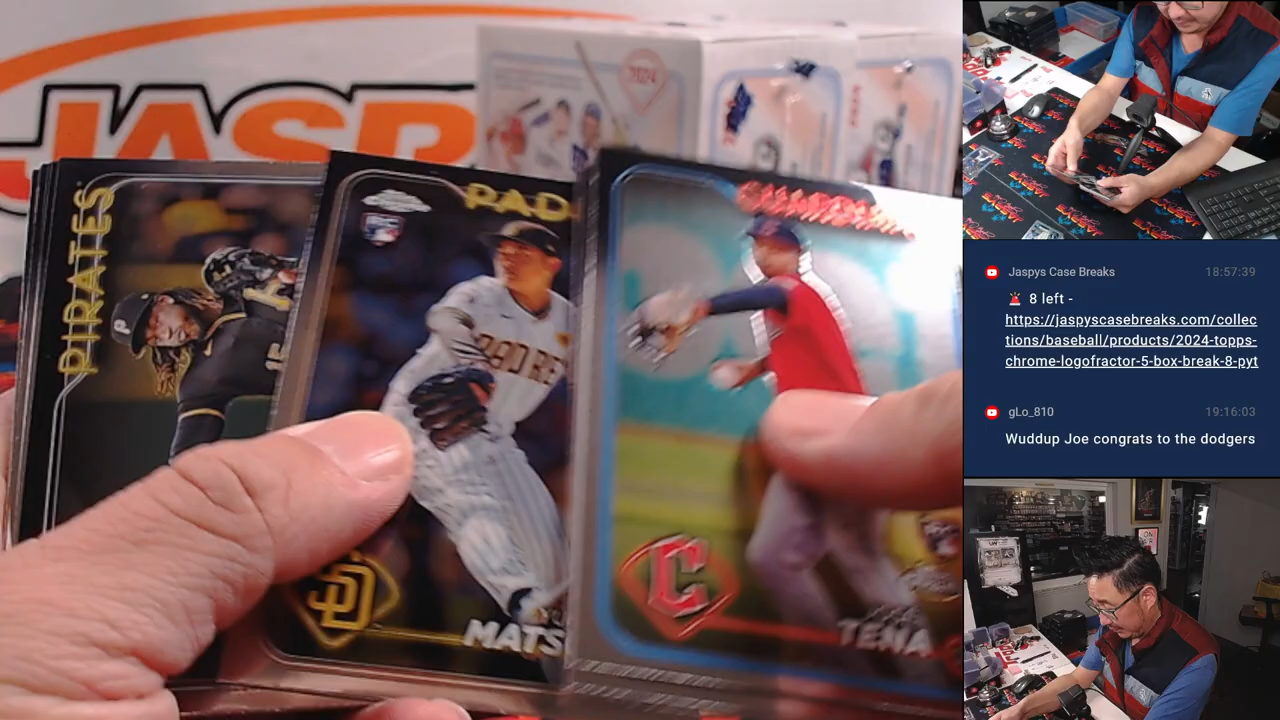 JASP
2024
PIRATES
P
PAD
PADRE
SD
MATS
C
TENA
Jaspys Case Breaks 18:57:39
🚨 8 left -
https://jaspyscasebreaks.com/collec
tions/baseball/products/2024-topps-
chrome-logofractor-5-box-break-8-pyt
gLo_810 19:16:03
Wuddup Joe congrats to the dodgers